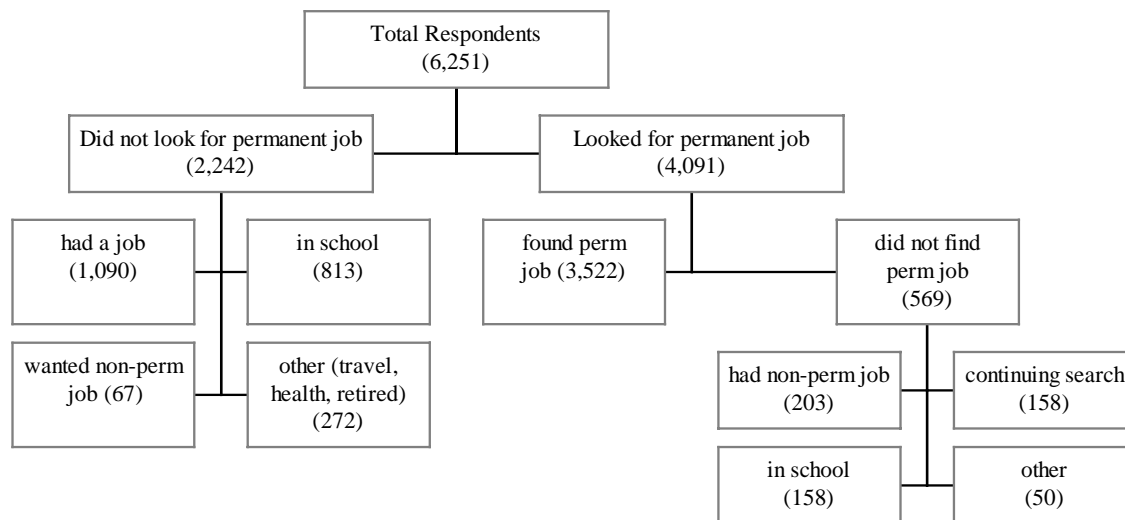 Total Respondents
(6,251)
Did not look for permanent job
(2,242)
Looked for permanent job
(4,091)
had a job
(1,090)
in school
(813)
found perm
job (3,522)
did not find
perm job
(569)
wanted non-perm
job (67)
other (travel,
health, retired)
(272)
had non-perm job
(203)
continuing search
(158)
in school
(158)
other
(50)